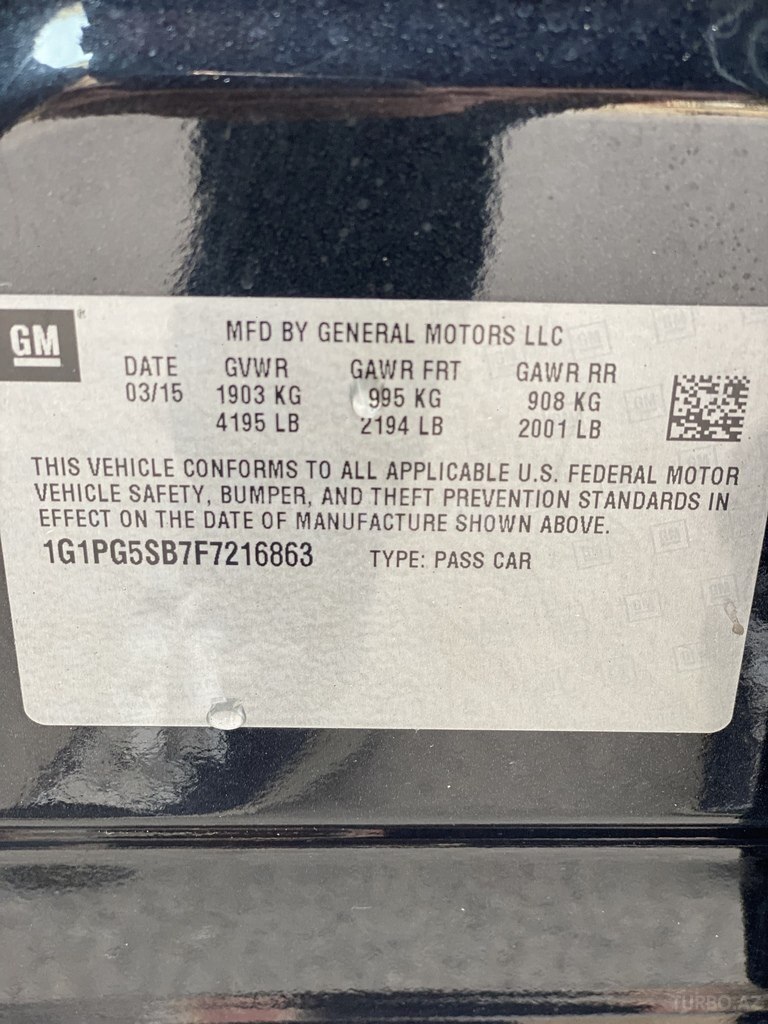 GM
MFD BY GENERAL MOTORS LLC
DATE GVWR GAWR FRT GAWR RR
03/15 1903 KG 995 KG 908 KG
4195 LB 2194 LB 2001 LB
THIS VEHICLE CONFORMS TO ALL APPLICABLE U.S. FEDERAL MOTOR
VEHICLE SAFETY, BUMPER, AND THEFT PREVENTION STANDARDS IN
EFFECT ON THE DATE OF MANUFACTURE SHOWN ABOVE.
1G1PG5SB7F7216863 TYPE: PASS CAR
TURBO.AZ